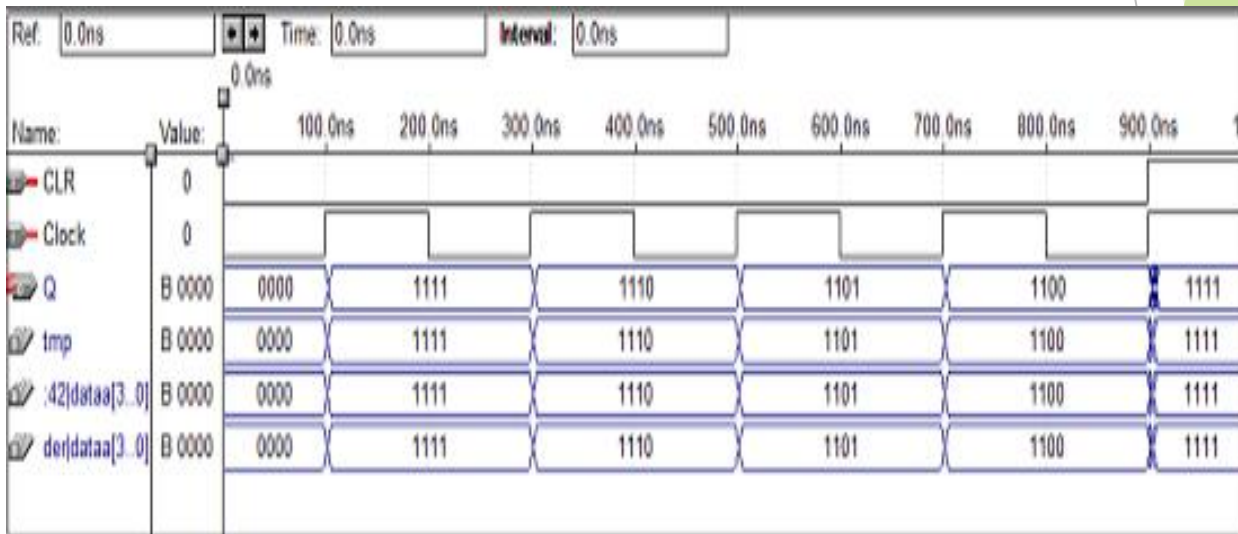 Ref: 0.0ns Time: 0.0ns Interval: 0.0ns
0.0ns
Name: Value: 100.0ns 200.0ns 300.0ns 400.0ns 500.0ns 600.0ns 700.0ns 800.0ns 900.0ns 1
CLR 0
Clock 0
Q B 0000 0000 1111 1110 1101 1100 1111
tmp B 0000 0000 1111 1110 1101 1100 1111
:42|dataa[3..0] B 0000 0000 1111 1110 1101 1100 1111
der|dataa[3..0] B 0000 0000 1111 1110 1101 1100 1111